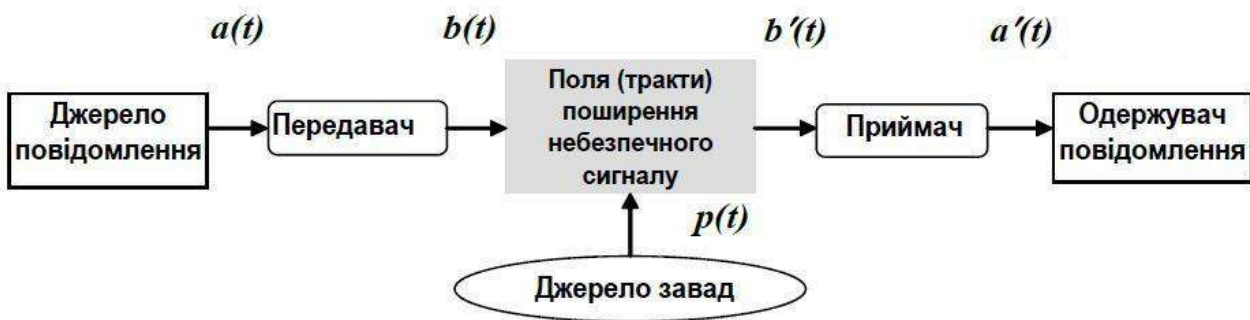 a(t)
b(t)
b′(t)
a′(t)
Джерело
повідомлення
Передавач
Поля (тракти)
поширення
небезпечного
сигналу
Приймач
Одержувач
повідомлення
p(t)
Джерело завад